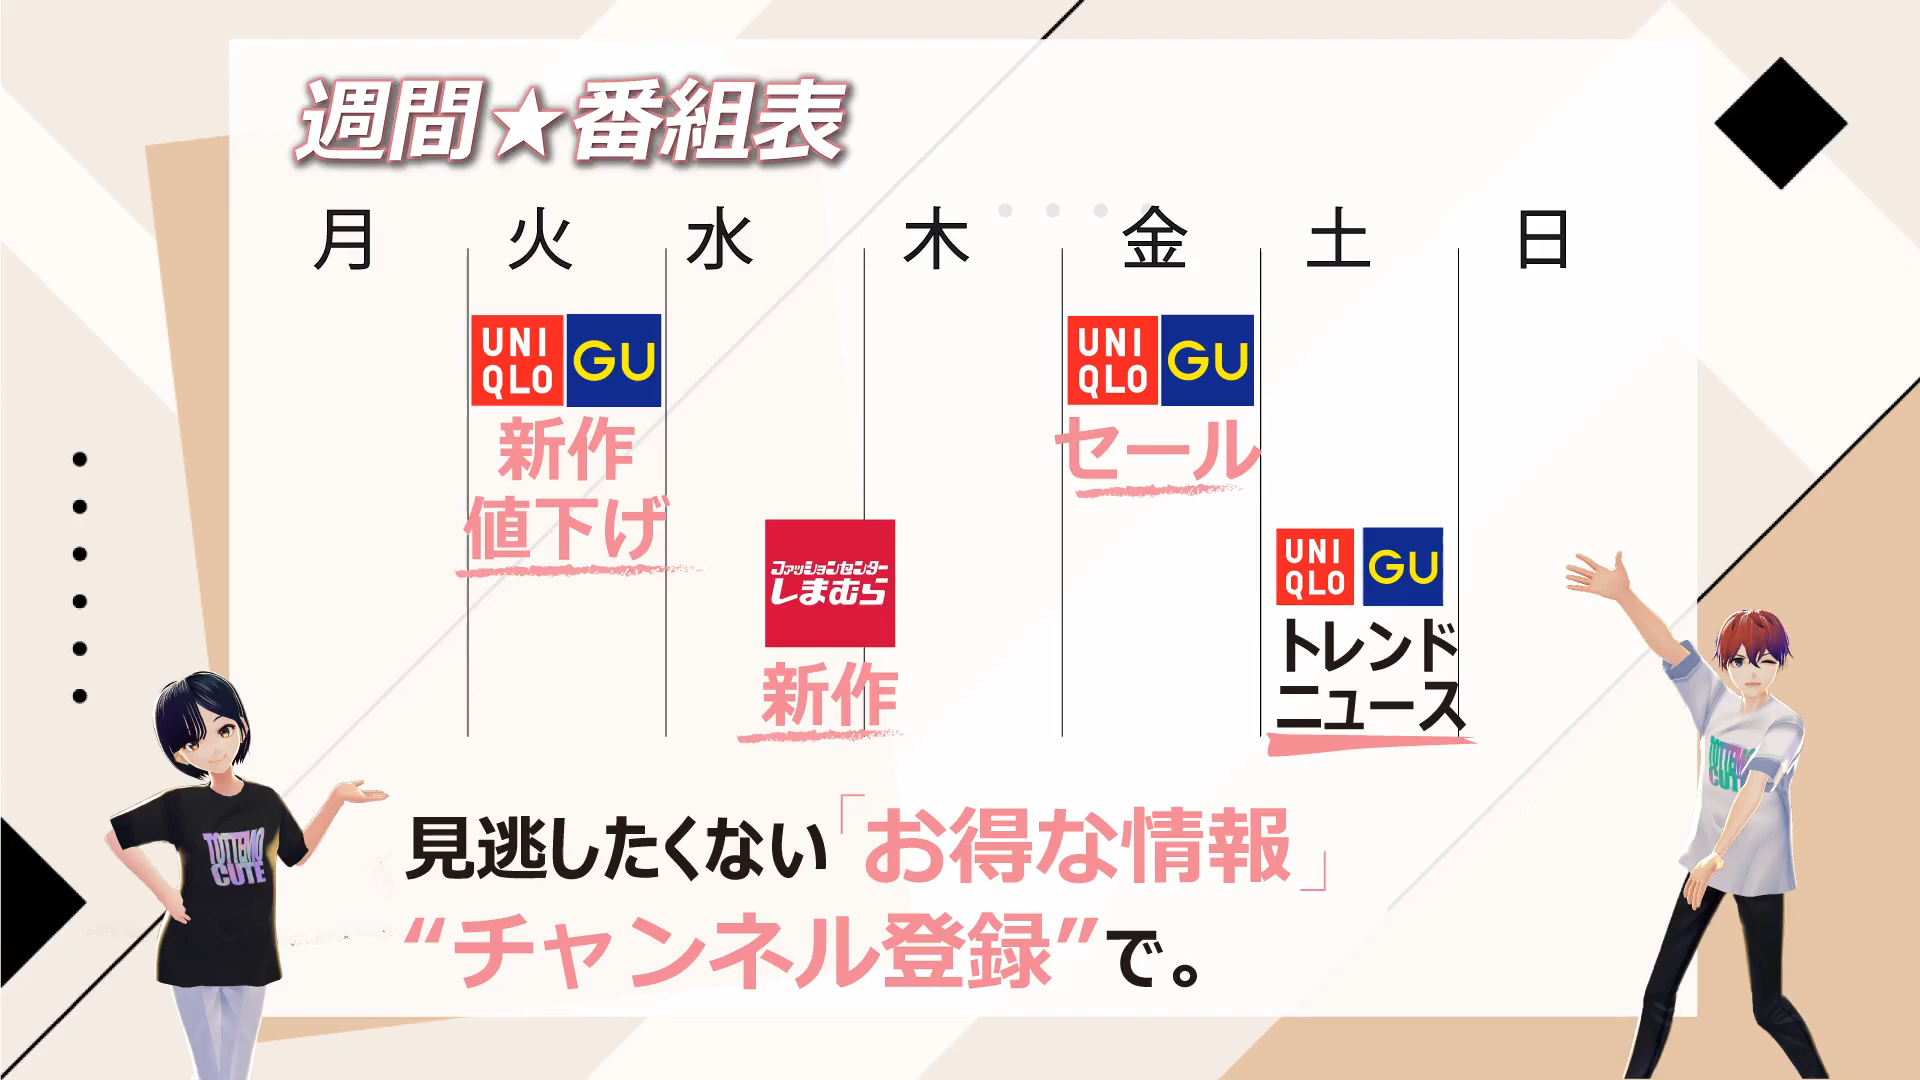 週間★番組表
月 火 水 木 金 土 日
UNI
QLO
GU
新作
値下げ
ファッションセンター
しまむら
新作
UNI
QLO
GU
セール
UNI
QLO
GU
トレンド
ニュース
見逃したくない「お得な情報」
“チャンネル登録”で。
TOTTEMO
CUTE
TOTTEMO
CUTE